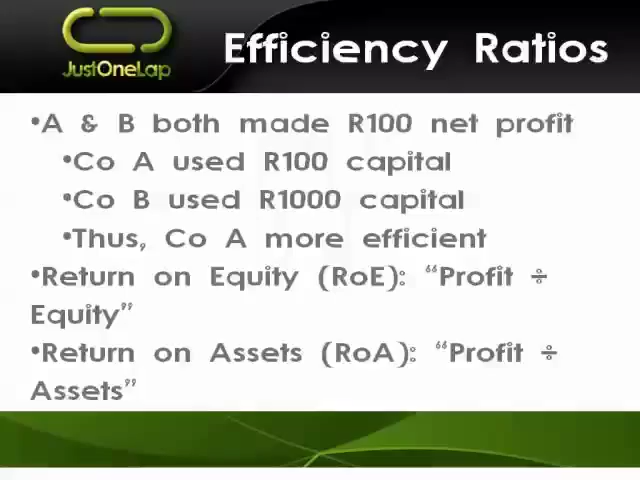 JustOneLap
Efficiency Ratios
•A & B both made R100 net profit
•Co A used R100 capital
•Co B used R1000 capital
•Thus, Co A more efficient
•Return on Equity (RoE): “Profit ÷
Equity”
•Return on Assets (RoA): “Profit ÷
Assets”